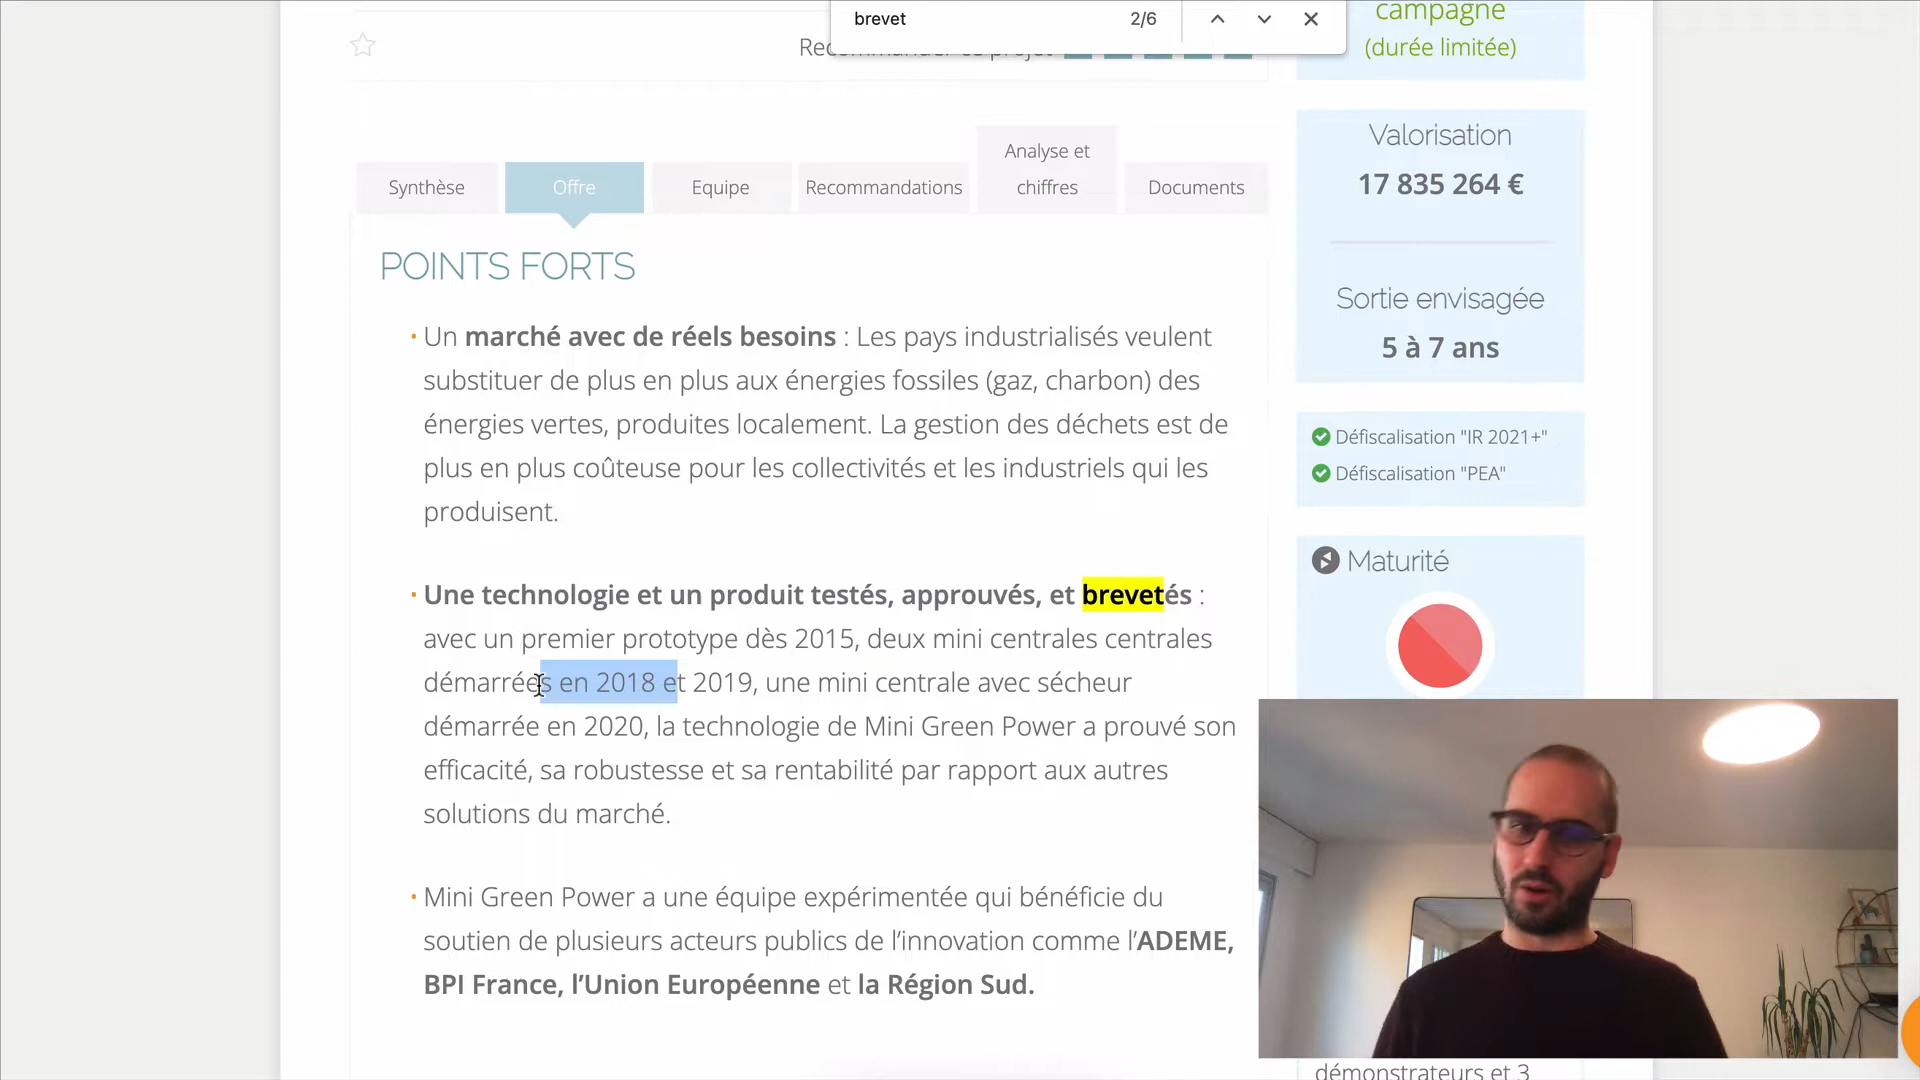 brevet
2/6
campagne
(durée limitée)
Valorisation
17 835 264 €
Sortie envisagée
5 à 7 ans
Défiscalisation "IR 2021+"
Défiscalisation "PEA"
Maturité
Synthèse
Offre
Equipe
Recommandations
Analyse et
chiffres
Documents
POINTS FORTS
• Un marché avec de réels besoins : Les pays industrialisés veulent
substituer de plus en plus aux énergies fossiles (gaz, charbon) des
énergies vertes, produites localement. La gestion des déchets est de
plus en plus coûteuse pour les collectivités et les industriels qui les
produisent.
• Une technologie et un produit testés, approuvés, et brevetés :
avec un premier prototype dès 2015, deux mini centrales centrales
démarrées en 2018 et 2019, une mini centrale avec sécheur
démarrée en 2020, la technologie de Mini Green Power a prouvé son
efficacité, sa robustesse et sa rentabilité par rapport aux autres
solutions du marché.
• Mini Green Power a une équipe expérimentée qui bénéficie du
soutien de plusieurs acteurs publics de l'innovation comme l'ADEME,
BPI France, l'Union Européenne et la Région Sud.
démonstrateurs et 3